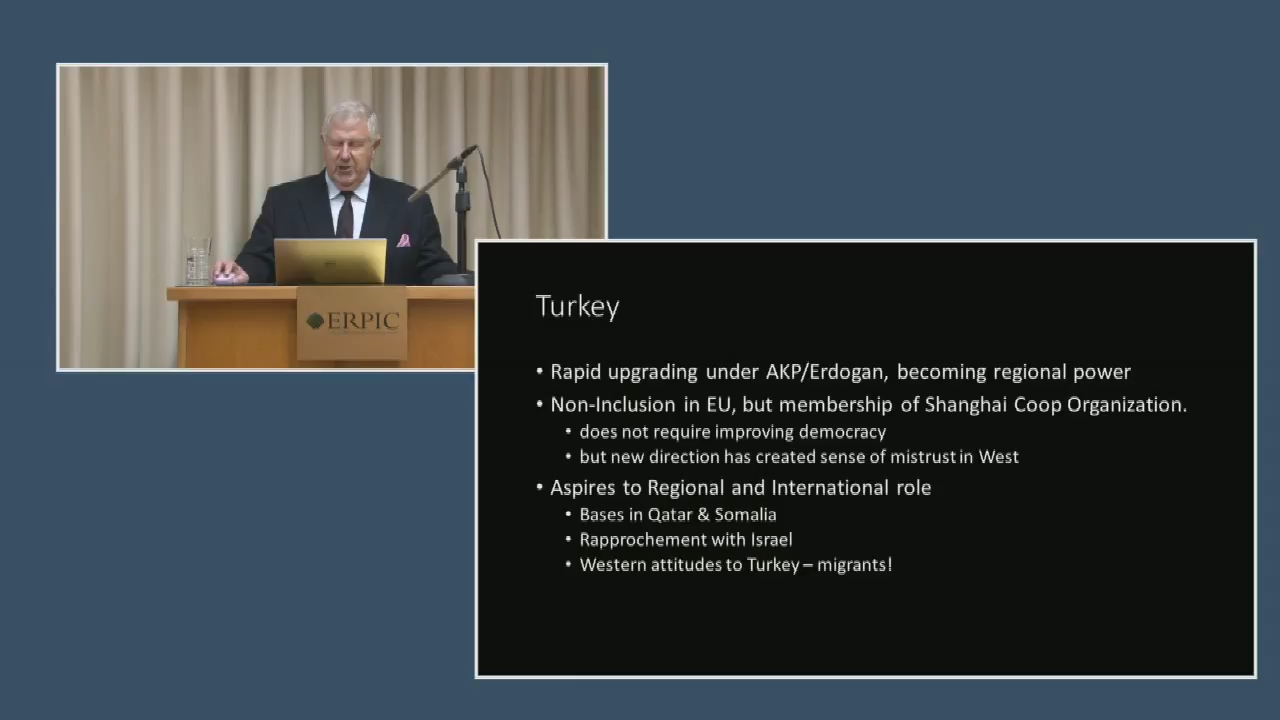 ERPIC
Turkey
• Rapid upgrading under AKP/Erdogan, becoming regional power
• Non-Inclusion in EU, but membership of Shanghai Coop Organization.
• does not require improving democracy
• but new direction has created sense of mistrust in West
• Aspires to Regional and International role
• Bases in Qatar & Somalia
• Rapprochement with Israel
• Western attitudes to Turkey – migrants!